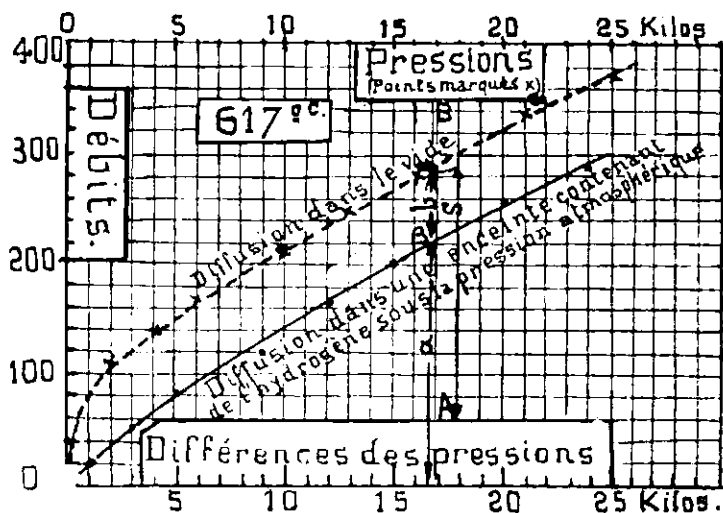 0 5 10 15 20 25 Kilos
400
Pressions
(Points marqués x)
Débits.
617° C.
B
300
Diffusion dans le vide
b
S
Diffusion dans une enceinte contenant
de l'hydrogène sous la pression atmosphérique
200
α
100
A
Différences des pressions
0
5 10 15 20 25 Kilos.